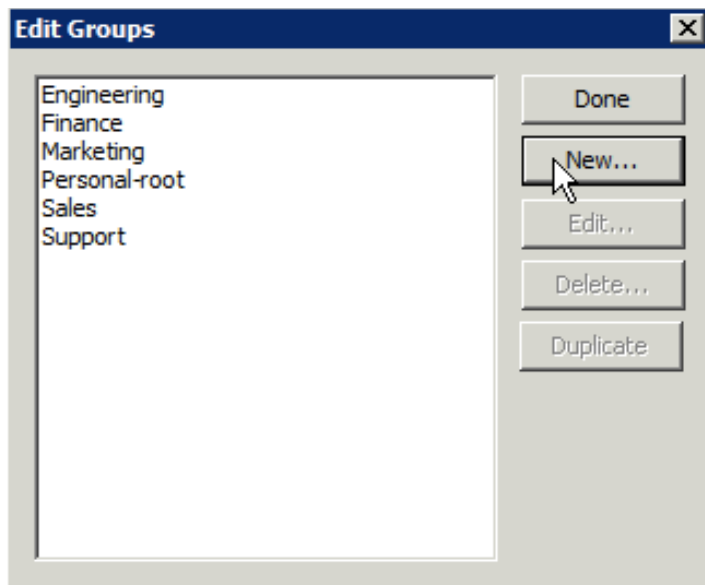 Edit Groups
Engineering
Finance
Marketing
Personal-root
Sales
Support
Done
New...
Edit...
Delete...
Duplicate